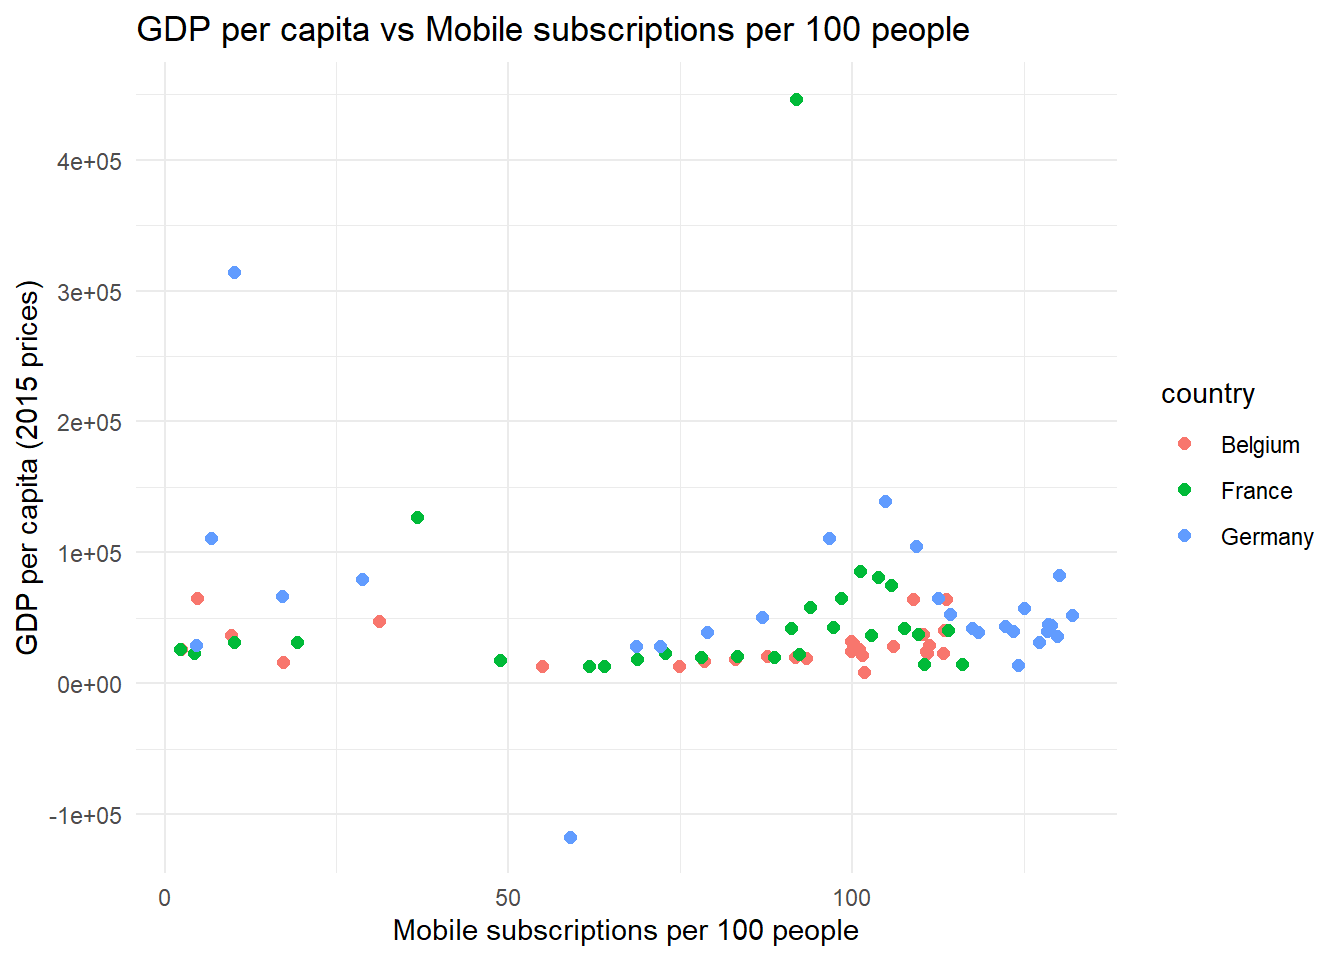 GDP per capita vs Mobile subscriptions per 100 people
GDP per capita (2015 prices)
4e+05
3e+05
2e+05
1e+05
0e+00
-1e+05
0
50
100
Mobile subscriptions per 100 people
country
Belgium
France
Germany